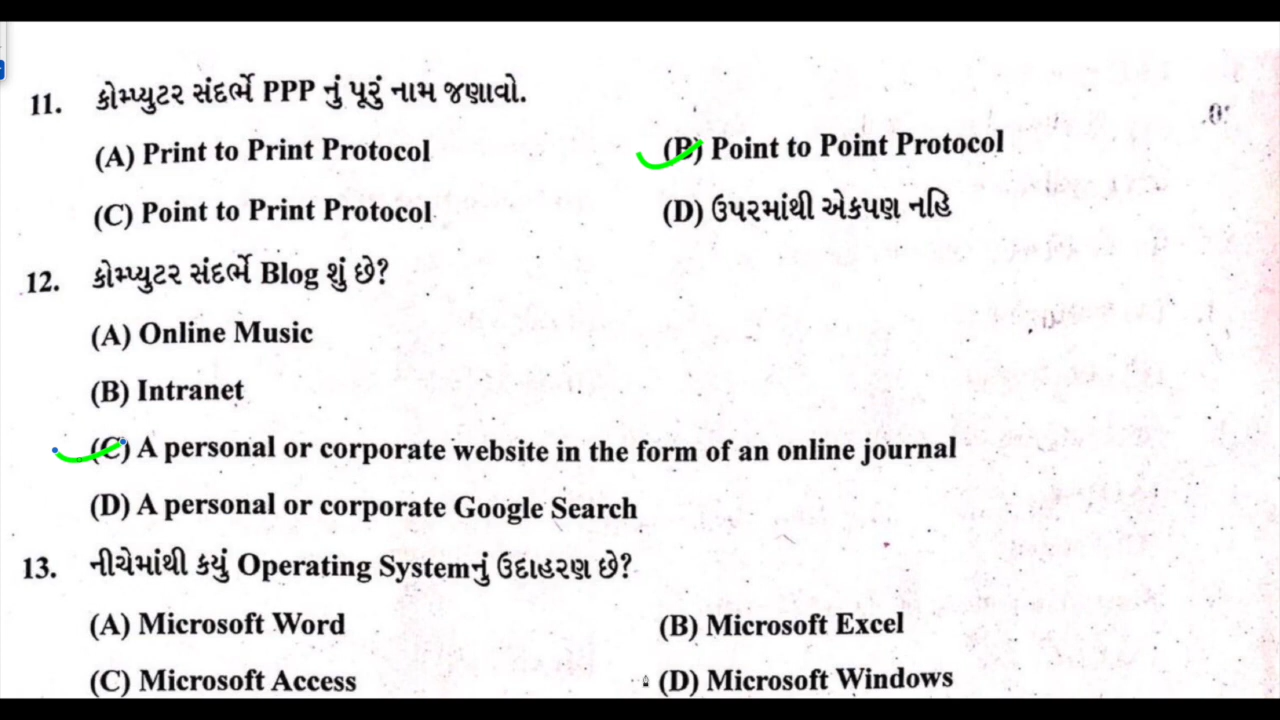 11. કોમ્પ્યુટર સંદર્ભે PPP નું પૂરું નામ જણાવો.
(A) Print to Print Protocol (B) Point to Point Protocol
(C) Point to Print Protocol (D) ઉપરમાંથી એકપણ નહિ
12. કોમ્પ્યુટર સંદર્ભે Blog શું છે?
(A) Online Music
(B) Intranet
(C) A personal or corporate website in the form of an online journal
(D) A personal or corporate Google Search
13. નીચેમાંથી કયું Operating Systemનું ઉદાહરણ છે?
(A) Microsoft Word (B) Microsoft Excel
(C) Microsoft Access (D) Microsoft Windows